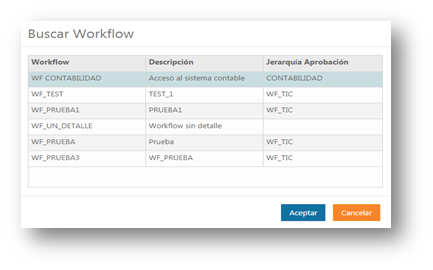 Buscar Workflow
Workflow Descripción Jerarquía Aprobación
WF CONTABILIDAD Acceso al sistema contable CONTABILIDAD
WF_TEST TEST_1 WF_TIC
WF_PRUEBA1 PRUEBA1 WF_TIC
WF_UN_DETALLE Workflow sin detalle
WF_PRUEBA Prueba WF_TIC
WF_PRUEBA3 WF_PRUEBA WF_TIC
Aceptar Cancelar